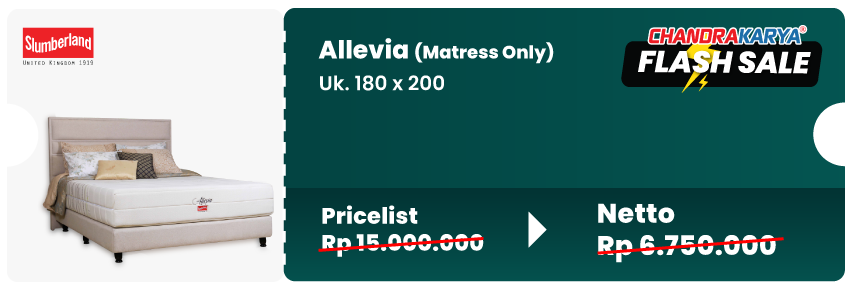 Slumberland
UNITED KINGDOM 1919
Allevia (Matress Only)
Uk. 180 x 200
CHANDRAKARYA®
FLASH SALE
Allevia
Pricelist
Rp 15.000.000
Netto
Rp 6.750.000